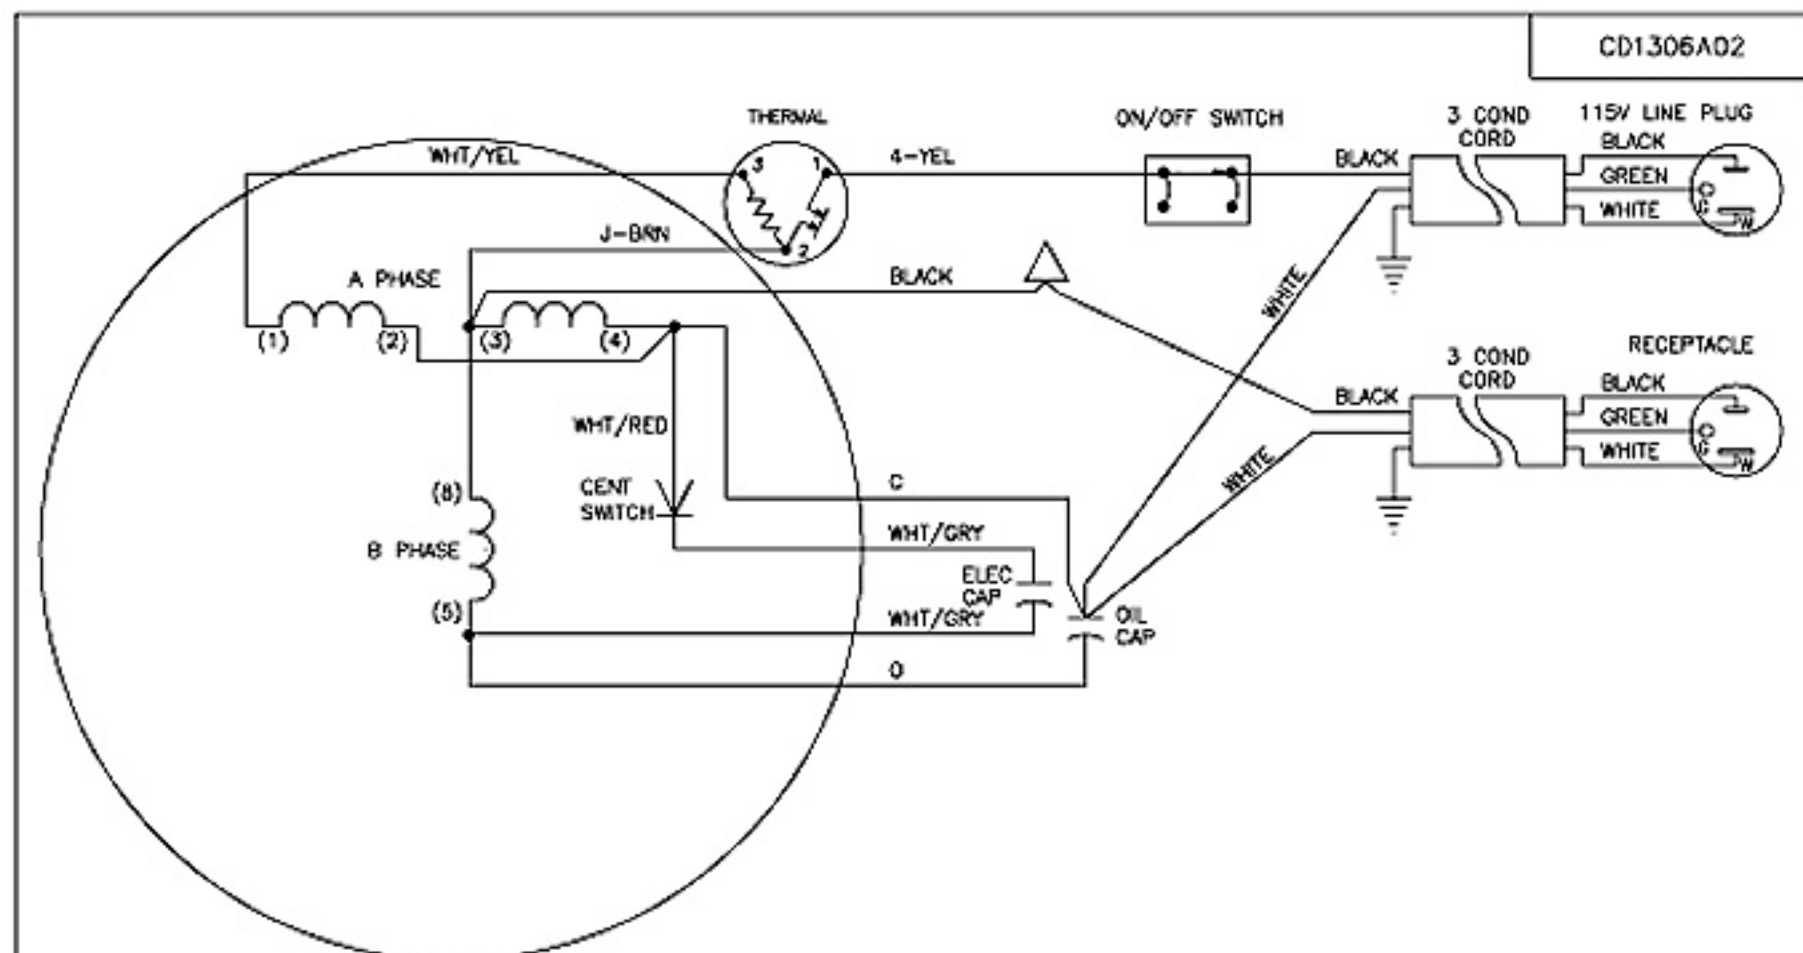 CD1306A02
THERMAL
ON/OFF SWITCH
3 COND
CORD
115V LINE PLUG
BLACK
GREEN
WHITE
G
W
WHT/YEL
3
1
2
4-YEL
BLACK
J-BRN
A PHASE
BLACK
WHITE
(1)
(2)
(3)
(4)
3 COND
CORD
RECEPTACLE
BLACK
GREEN
WHITE
G
W
BLACK
WHITE
WHT/RED
CENT
SWITCH
C
(8)
B PHASE
(5)
WHT/GRY
ELEC
CAP
WHT/GRY
OIL
CAP
O